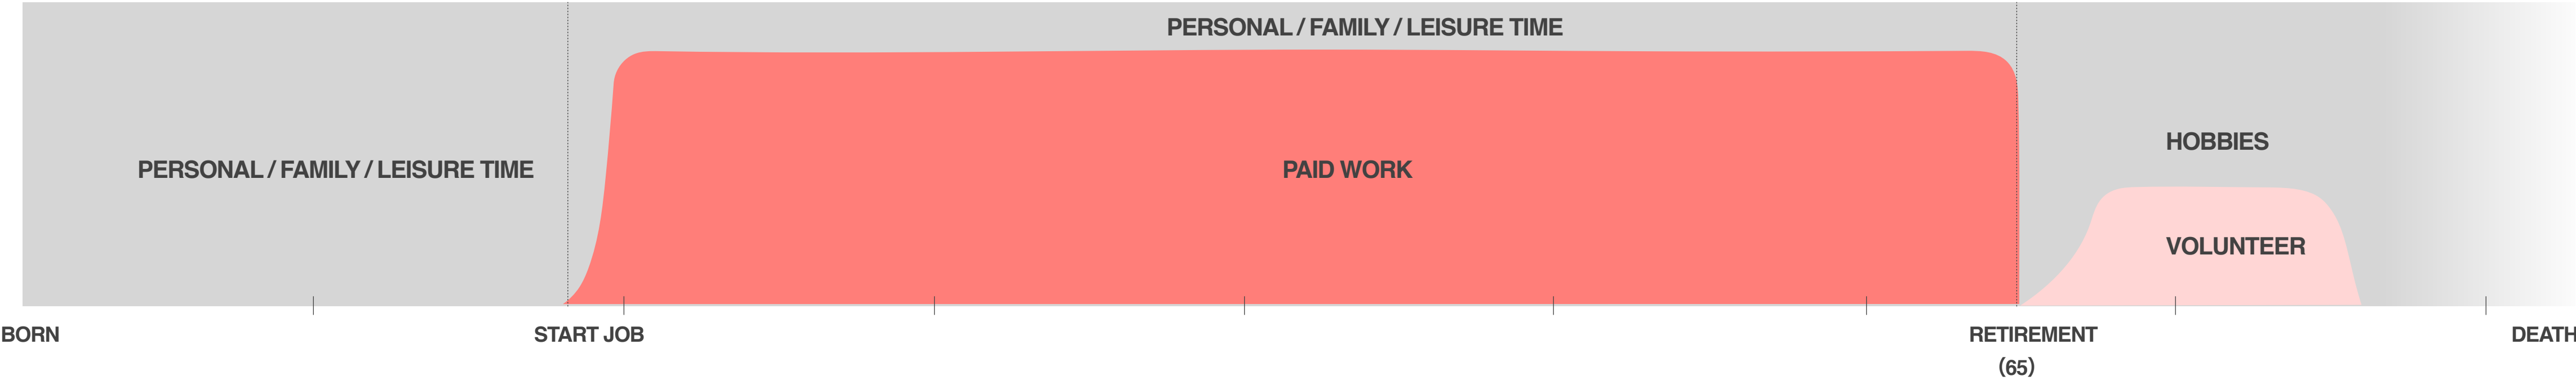 PERSONAL / FAMILY / LEISURE TIME
PERSONAL / FAMILY / LEISURE TIME
PAID WORK
HOBBIES
VOLUNTEER
BORN
START JOB
RETIREMENT
(65)
DEATH